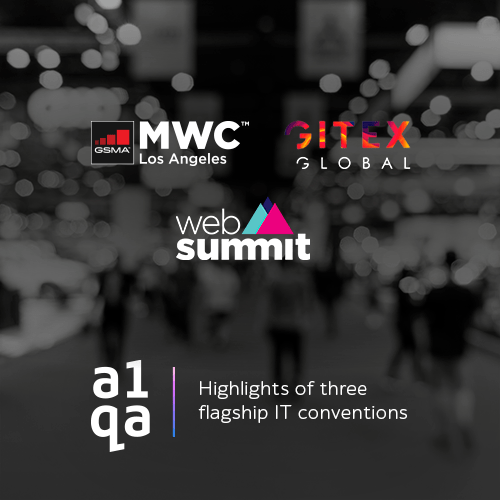 GSMA
MWC™
Los Angeles
GITEX
GLOBAL
web
summit
a1
qa
Highlights of three
flagship IT conventions